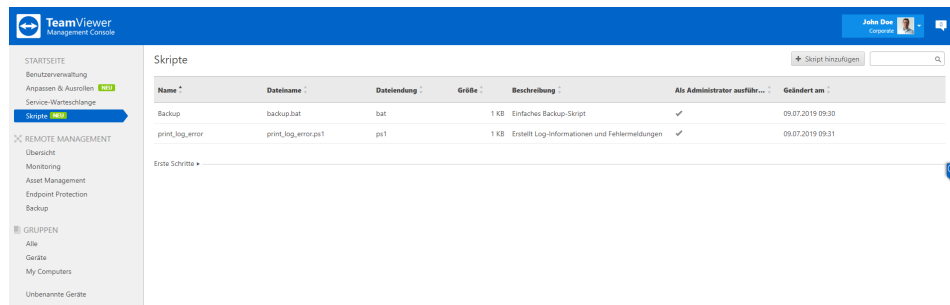 TeamViewer
Management Console
John Doe
Corporate
STARTSEITE
Benutzerverwaltung
Anpassen & Ausrollen NEU
Service-Warteschlange
Skripte NEU
REMOTE MANAGEMENT
Übersicht
Monitoring
Asset Management
Endpoint Protection
Backup
GRUPPEN
Alle
Geräte
My Computers
Unbenannte Geräte
Skripte
+ Skript hinzufügen
Name Dateiname Dateiendung Größe Beschreibung Als Administrator ausführ... Geändert am
Backup backup.bat bat 1 KB Einfaches Backup-Skript ✓ 09.07.2019 09:30
print_log_error print_log_error.ps1 ps1 1 KB Erstellt Log-Informationen und Fehlermeldungen ✓ 09.07.2019 09:31
Erste Schritte ▸